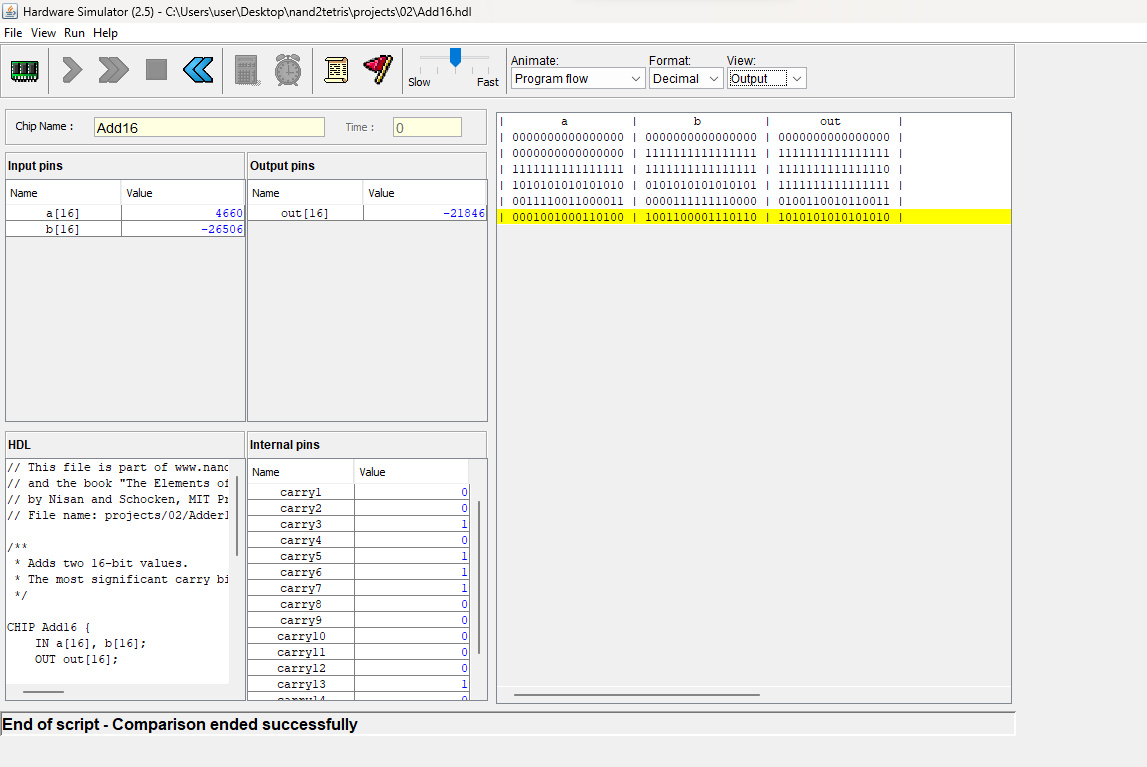 Hardware Simulator (2.5) - C:\Users\user\Desktop\nand2tetris\projects\02\Add16.hdl
File View Run Help
Animate: Format: View:
Slow Fast Program flow Decimal Output
Chip Name : Add16 Time : 0
Input pins
Name Value
a[16] 4660
b[16] -26506
Output pins
Name Value
out[16] -21846
| a | b | out |
| 0000000000000000 | 0000000000000000 | 0000000000000000 |
| 0000000000000000 | 1111111111111111 | 1111111111111111 |
| 1111111111111111 | 1111111111111111 | 1111111111111110 |
| 1010101010101010 | 0101010101010101 | 1111111111111111 |
| 0011110011000011 | 0000111111110000 | 0100110010110011 |
| 0001001000110100 | 1001100001110110 | 1010101010101010 |
HDL
// This file is part of www.nand
// and the book "The Elements of
// by Nisan and Schocken, MIT Pr
// File name: projects/02/Adder1
/**
* Adds two 16-bit values.
* The most significant carry bi
*/
CHIP Add16 {
IN a[16], b[16];
OUT out[16];
Internal pins
Name Value
carry1 0
carry2 0
carry3 1
carry4 0
carry5 1
carry6 1
carry7 1
carry8 0
carry9 0
carry10 0
carry11 0
carry12 0
carry13 1
carry14 0
End of script - Comparison ended successfully